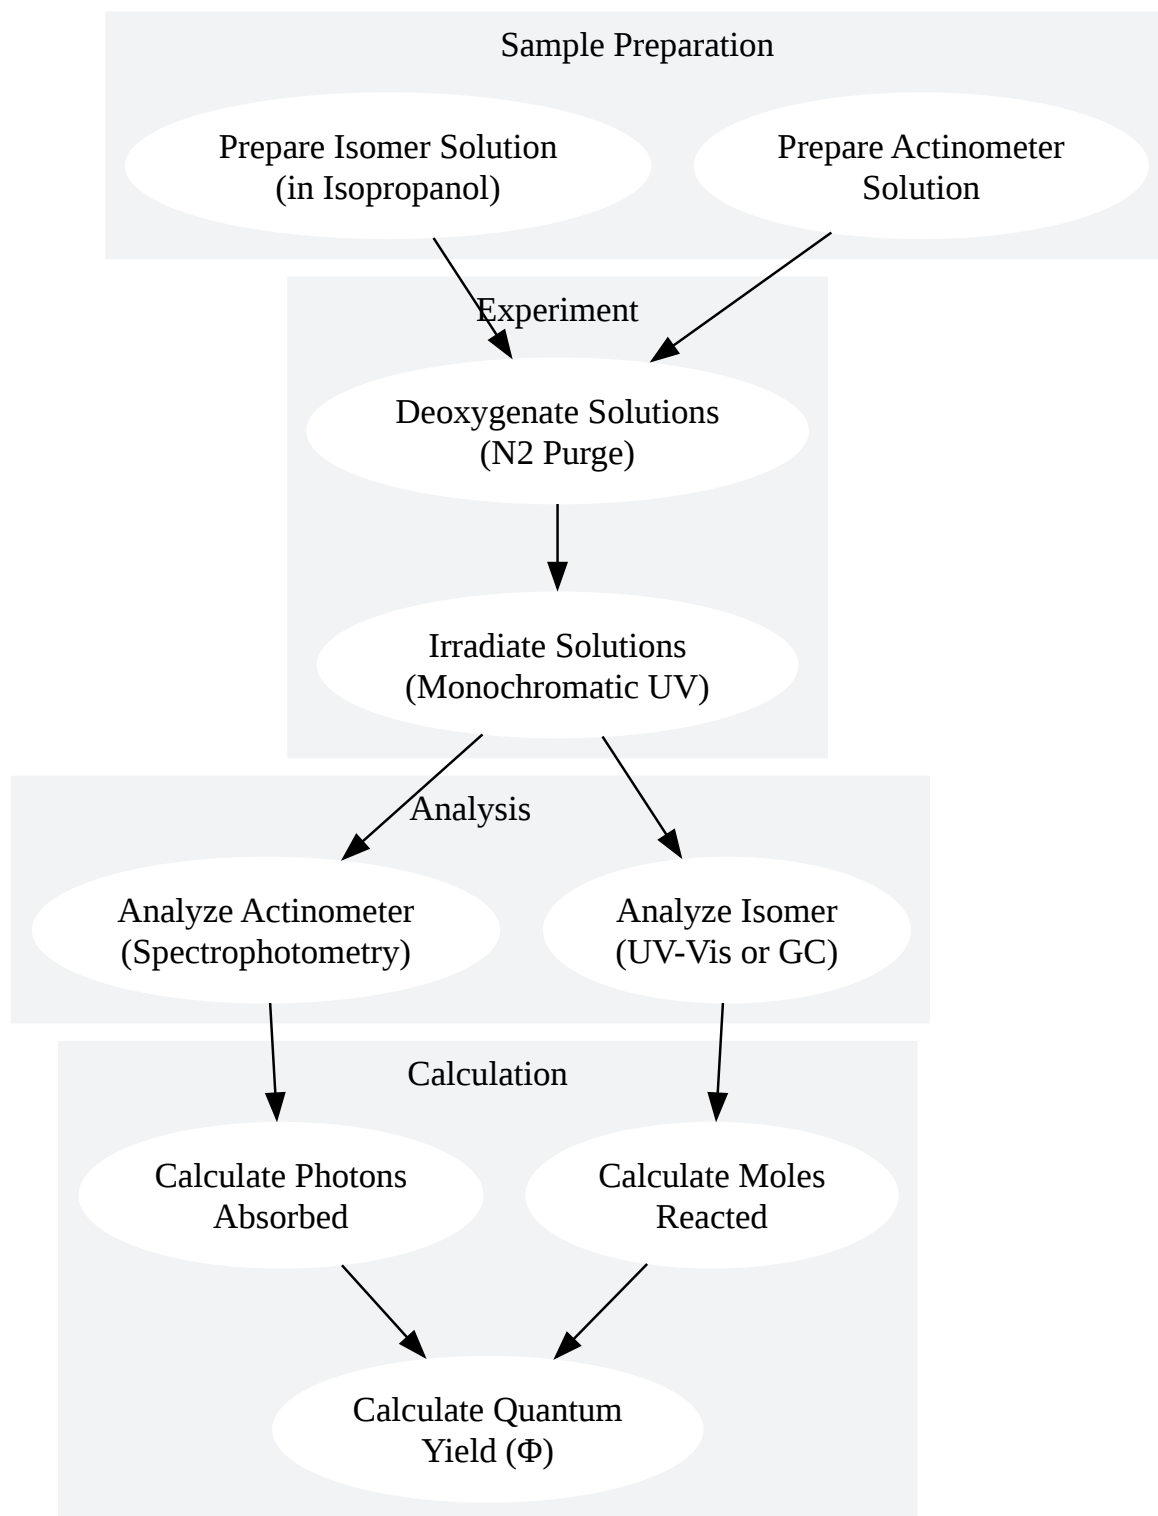 Sample Preparation
Prepare Isomer Solution
(in Isopropanol)
Prepare Actinometer
Solution
Experiment
Deoxygenate Solutions
(N2 Purge)
Irradiate Solutions
(Monochromatic UV)
Analysis
Analyze Actinometer
(Spectrophotometry)
Analyze Isomer
(UV-Vis or GC)
Calculation
Calculate Photons
Absorbed
Calculate Moles
Reacted
Calculate Quantum
Yield (Φ)